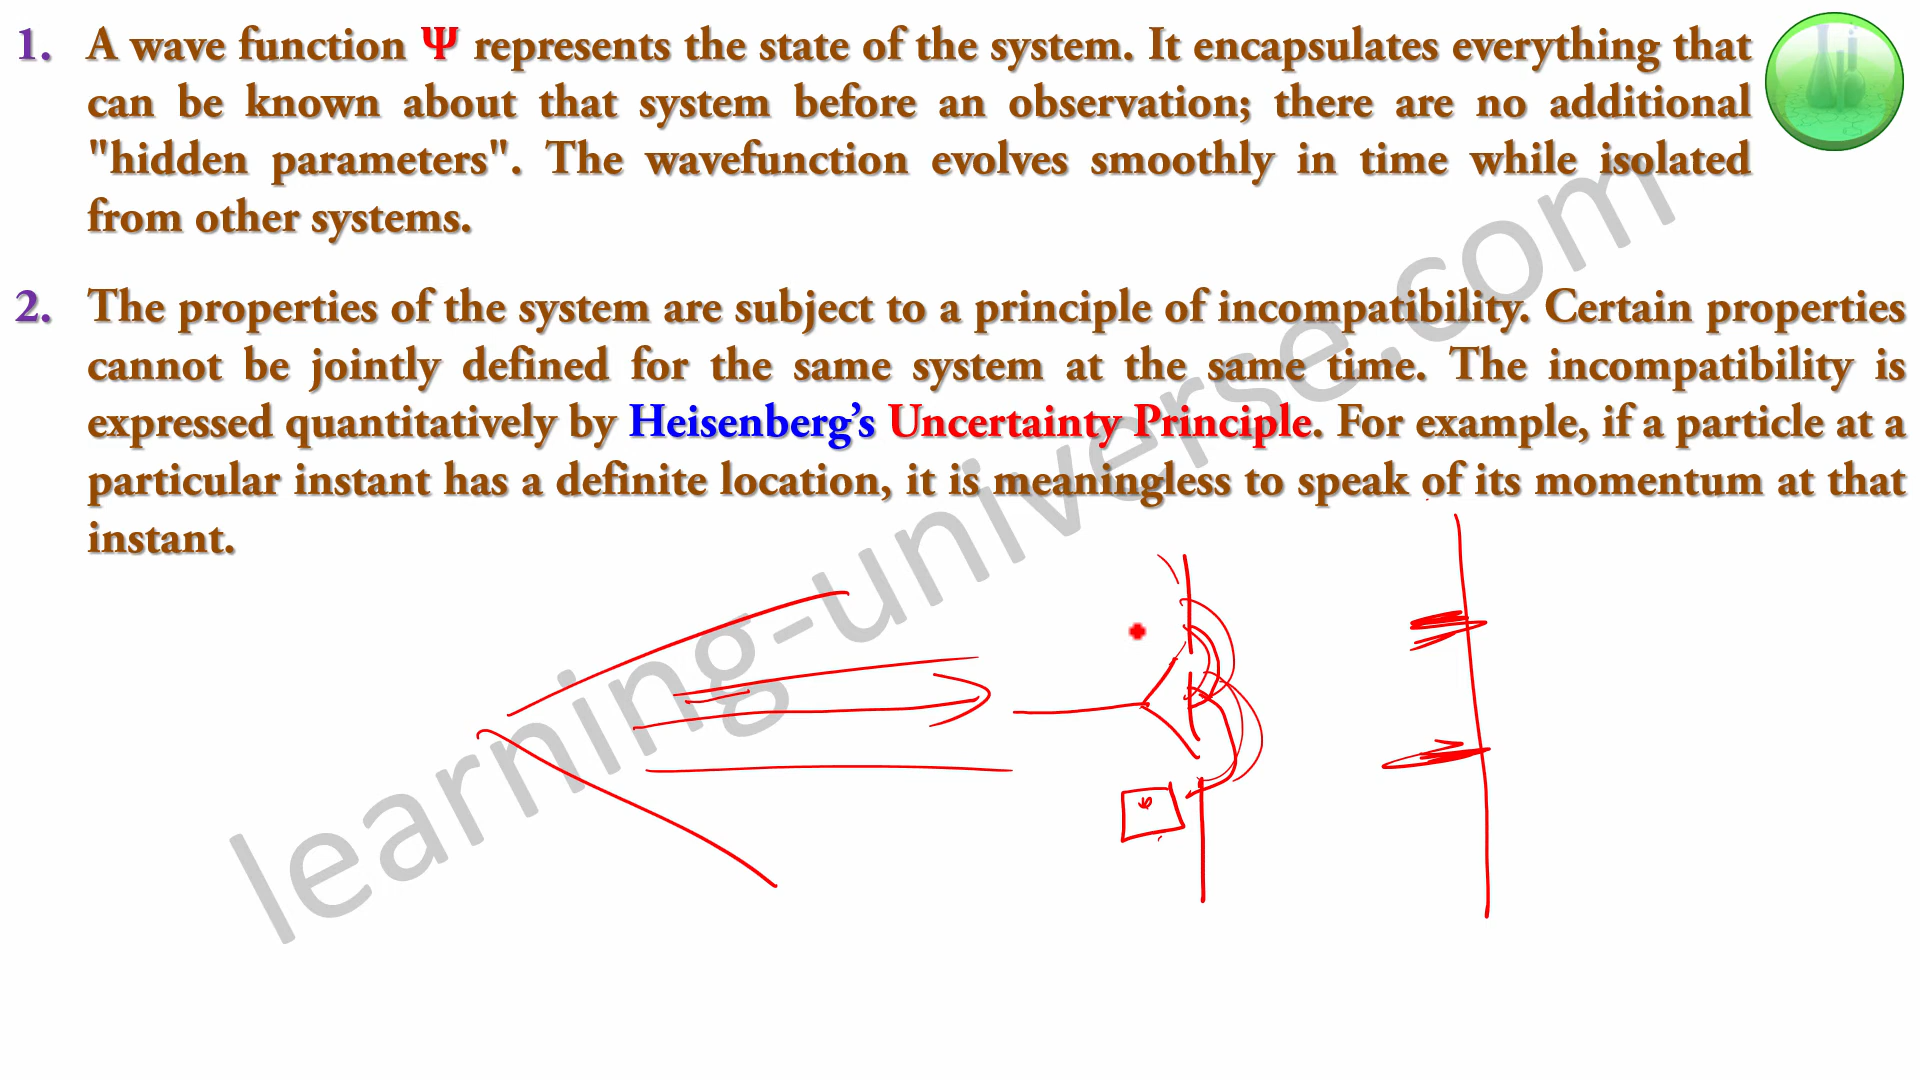 1. A wave function Ψ represents the state of the system. It encapsulates everything that
can be known about that system before an observation; there are no additional
"hidden parameters". The wavefunction evolves smoothly in time while isolated
from other systems.
2. The properties of the system are subject to a principle of incompatibility. Certain properties
cannot be jointly defined for the same system at the same time. The incompatibility is
expressed quantitatively by Heisenberg’s Uncertainty Principle. For example, if a particle at a
particular instant has a definite location, it is meaningless to speak of its momentum at that
instant.
learning-universe.com